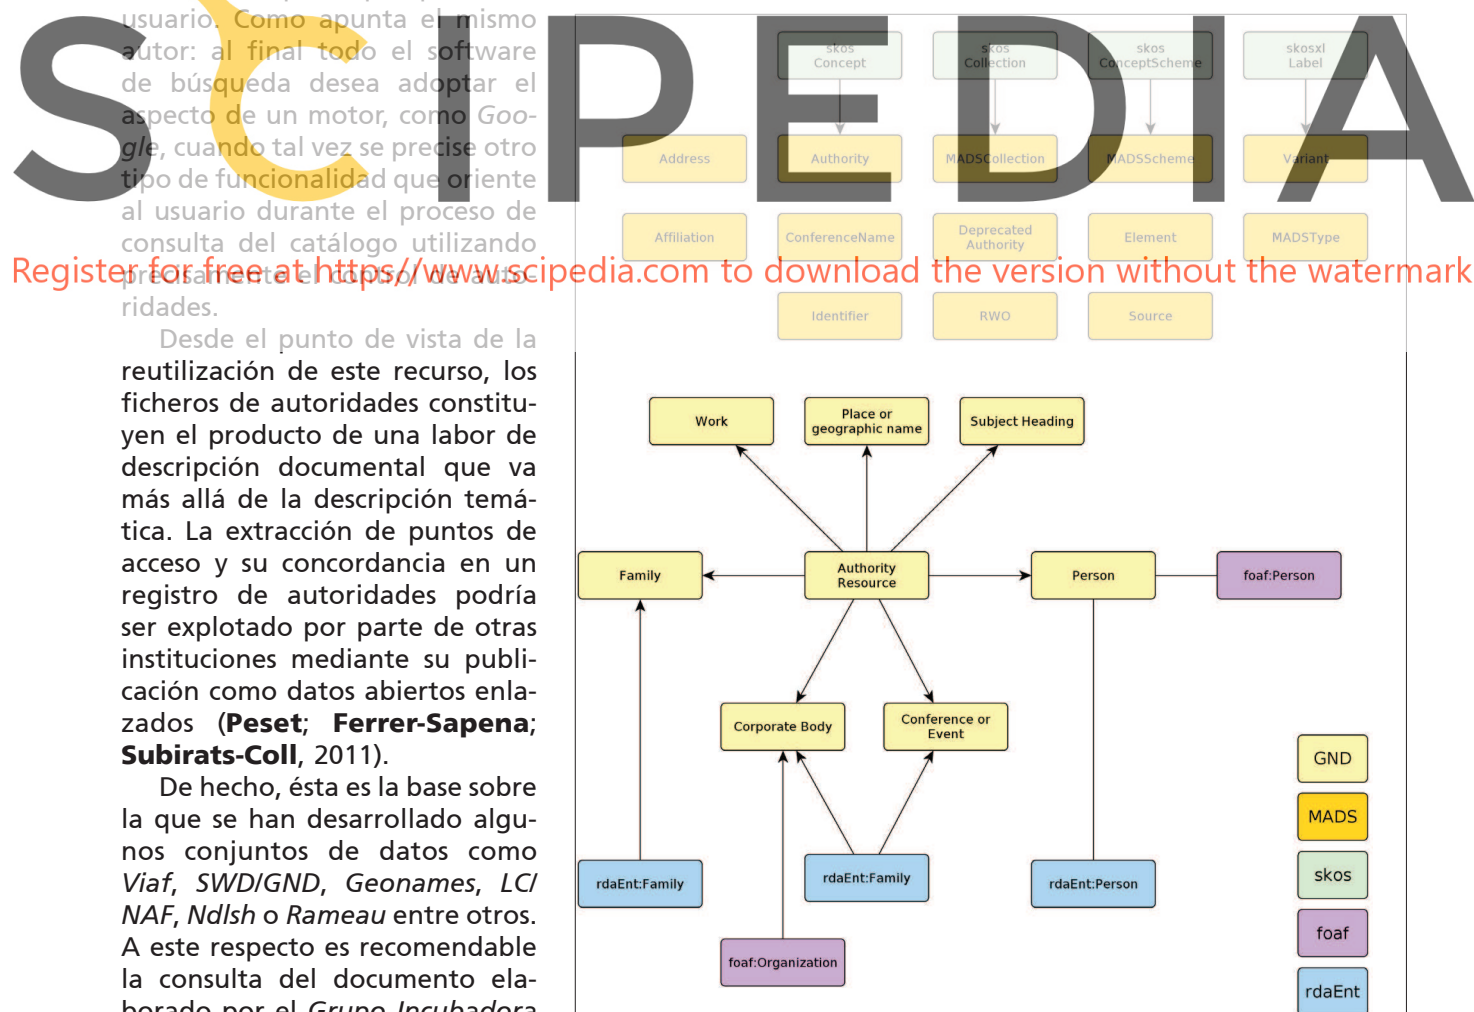 SCIPEDIA
Register for free at https://www.scipedia.com to download the version without the watermark
usuario. Como apunta el mismo
autor: al final todo el software
de búsqueda desea adoptar el
aspecto de un motor, como Goo-
gle, cuando tal vez se precise otro
tipo de funcionalidad que oriente
al usuario durante el proceso de
consulta del catálogo utilizando
precisamente el control de auto-
ridades.
Desde el punto de vista de la
reutilización de este recurso, los
ficheros de autoridades constitu-
yen el producto de una labor de
descripción documental que va
más allá de la descripción temá-
tica. La extracción de puntos de
acceso y su concordancia en un
registro de autoridades podría
ser explotado por parte de otras
instituciones mediante su publi-
cación como datos abiertos enla-
zados (Peset; Ferrer-Sapena;
Subirats-Coll, 2011).
De hecho, ésta es la base sobre
la que se han desarrollado algu-
nos conjuntos de datos como
Viaf, SWD/GND, Geonames, LC/
NAF, Ndlsh o Rameau entre otros.
A este respecto es recomendable
la consulta del documento ela-
borado por el Grupo Incubadora
skos
Concept
skos
Collection
skos
ConceptScheme
skosxl
Label
Address
Authority
MADSCollection
MADSScheme
Variant
Affiliation
ConferenceName
Deprecated
Authority
Element
MADSType
Identifier
RWO
Source
Work
Place or
geographic name
Subject Heading
Family
Authority
Resource
Person
foaf:Person
Corporate Body
Conference or
Event
rdaEnt:Family
rdaEnt:Family
rdaEnt:Person
foaf:Organization
GND
MADS
skos
foaf
rdaEnt